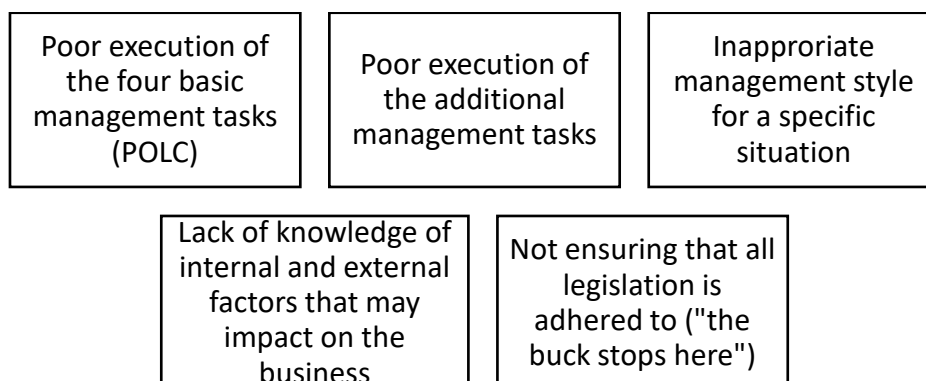 Poor execution of
the four basic
management tasks
(POLC)
Poor execution of
the additional
management tasks
Inapproriate
management style
for a specific
situation
Lack of knowledge of
internal and external
factors that may
impact on the
business
Not ensuring that all
legislation is
adhered to ("the
buck stops here")